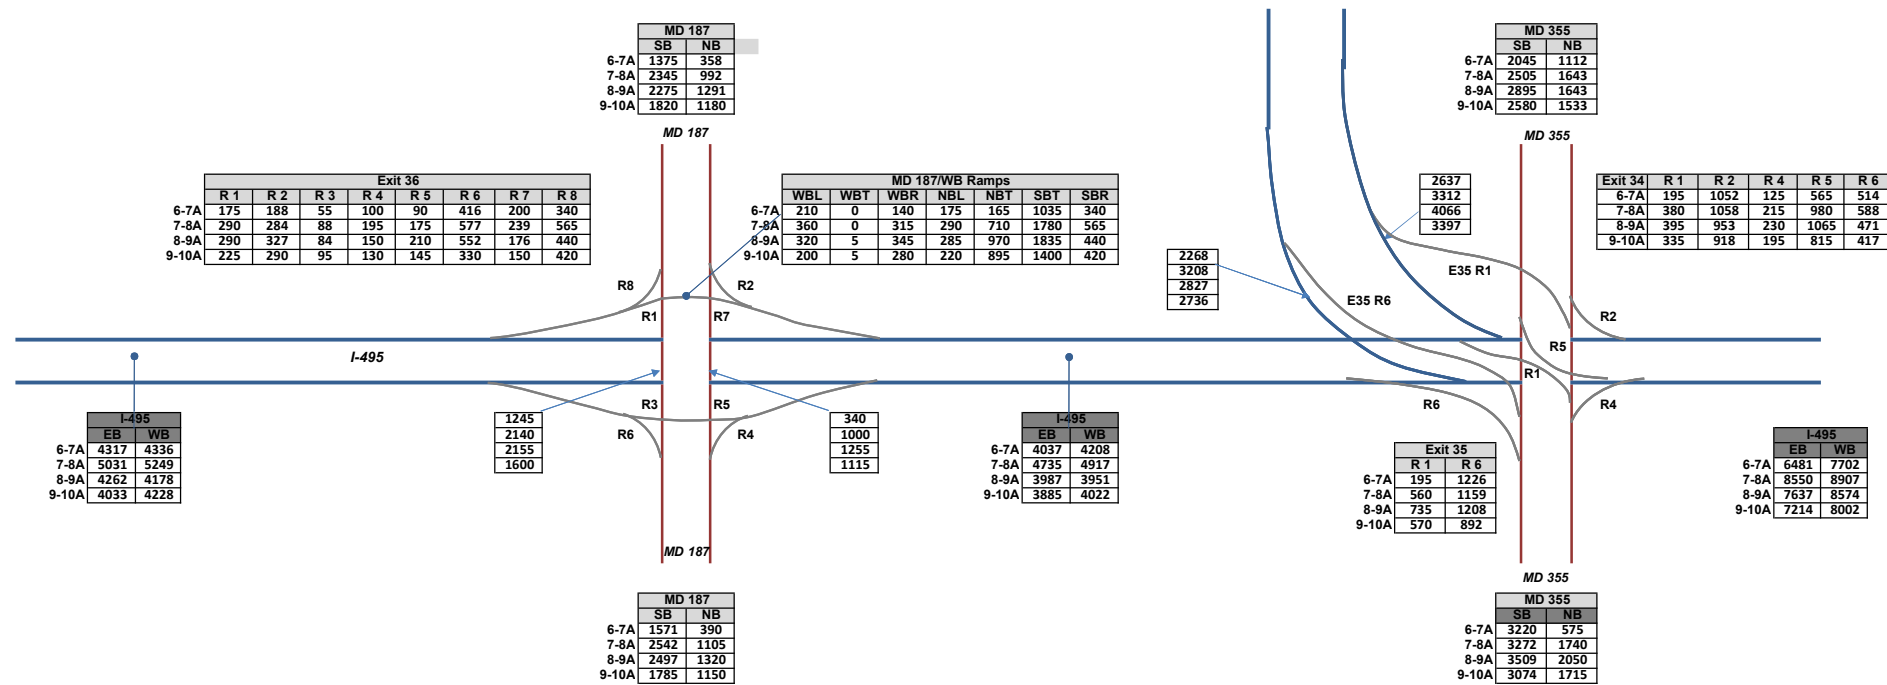 MD 187
SB NB
6-7A 1375 358
7-8A 2345 992
8-9A 2275 1291
9-10A 1820 1180
MD 187
MD 355
SB NB
6-7A 2045 1112
7-8A 2505 1643
8-9A 2895 1643
9-10A 2580 1533
MD 355
Exit 36
R 1 R 2 R 3 R 4 R 5 R 6 R 7 R 8
6-7A 175 188 55 100 90 416 200 340
7-8A 290 284 88 195 175 577 239 565
8-9A 290 327 84 150 210 552 176 440
9-10A 225 290 95 130 145 330 150 420
MD 187/WB Ramps
WBL WBT WBR NBL NBT SBT SBR
6-7A 210 0 140 175 165 1035 340
7-8A 360 0 315 290 710 1780 565
8-9A 320 5 345 285 970 1835 440
9-10A 200 5 280 220 895 1400 420
2637
3312
4066
3397
Exit 34 R 1 R 2 R 4 R 5 R 6
6-7A 195 1052 125 565 514
7-8A 380 1058 215 980 588
8-9A 395 953 230 1065 471
9-10A 335 918 195 815 417
2268
3208
2827
2736
E35 R1
E35 R6
R8
R2
R1
R7
R2
R5
R1
I-495
R3
R5
R6
R4
R6
R4
1245
2140
2155
1600
340
1000
1255
1115
I-495
EB WB
6-7A 4317 4336
7-8A 5031 5249
8-9A 4262 4178
9-10A 4033 4228
I-495
EB WB
6-7A 4037 4208
7-8A 4735 4917
8-9A 3987 3951
9-10A 3885 4022
Exit 35
R 1 R 6
6-7A 195 1226
7-8A 560 1159
8-9A 735 1208
9-10A 570 892
I-495
EB WB
6-7A 6481 7702
7-8A 8550 8907
8-9A 7637 8574
9-10A 7214 8002
MD 187
MD 187
SB NB
6-7A 1571 390
7-8A 2542 1105
8-9A 2497 1320
9-10A 1785 1150
MD 355
MD 355
SB NB
6-7A 3220 575
7-8A 3272 1740
8-9A 3509 2050
9-10A 3074 1715